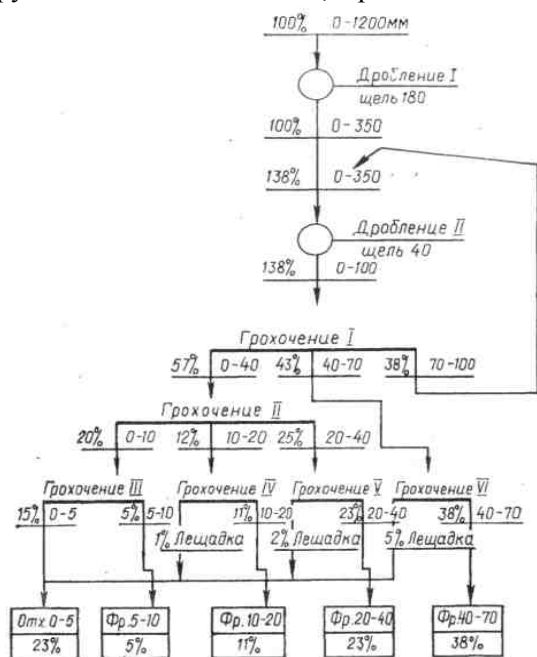 100% 0-1200мм
Дробление I
щель 180
100% 0-350
138% 0-350
Дробление II
щель 40
138% 0-100
Грохочение I
57% 0-40 43% 40-70 38% 70-100
Грохочение II
20% 0-10 12% 10-20 25% 20-40
Грохочение III Грохочение IV Грохочение V Грохочение VI
15% 0-5 5% 5-10 11% 10-20 23% 20-40 38% 40-70
1% Лещадка 2% Лещадка 5% Лещадка
Отх. 0-5 Фр. 5-10 Фр. 10-20 Фр. 20-40 Фр. 40-70
23% 5% 11% 23% 38%